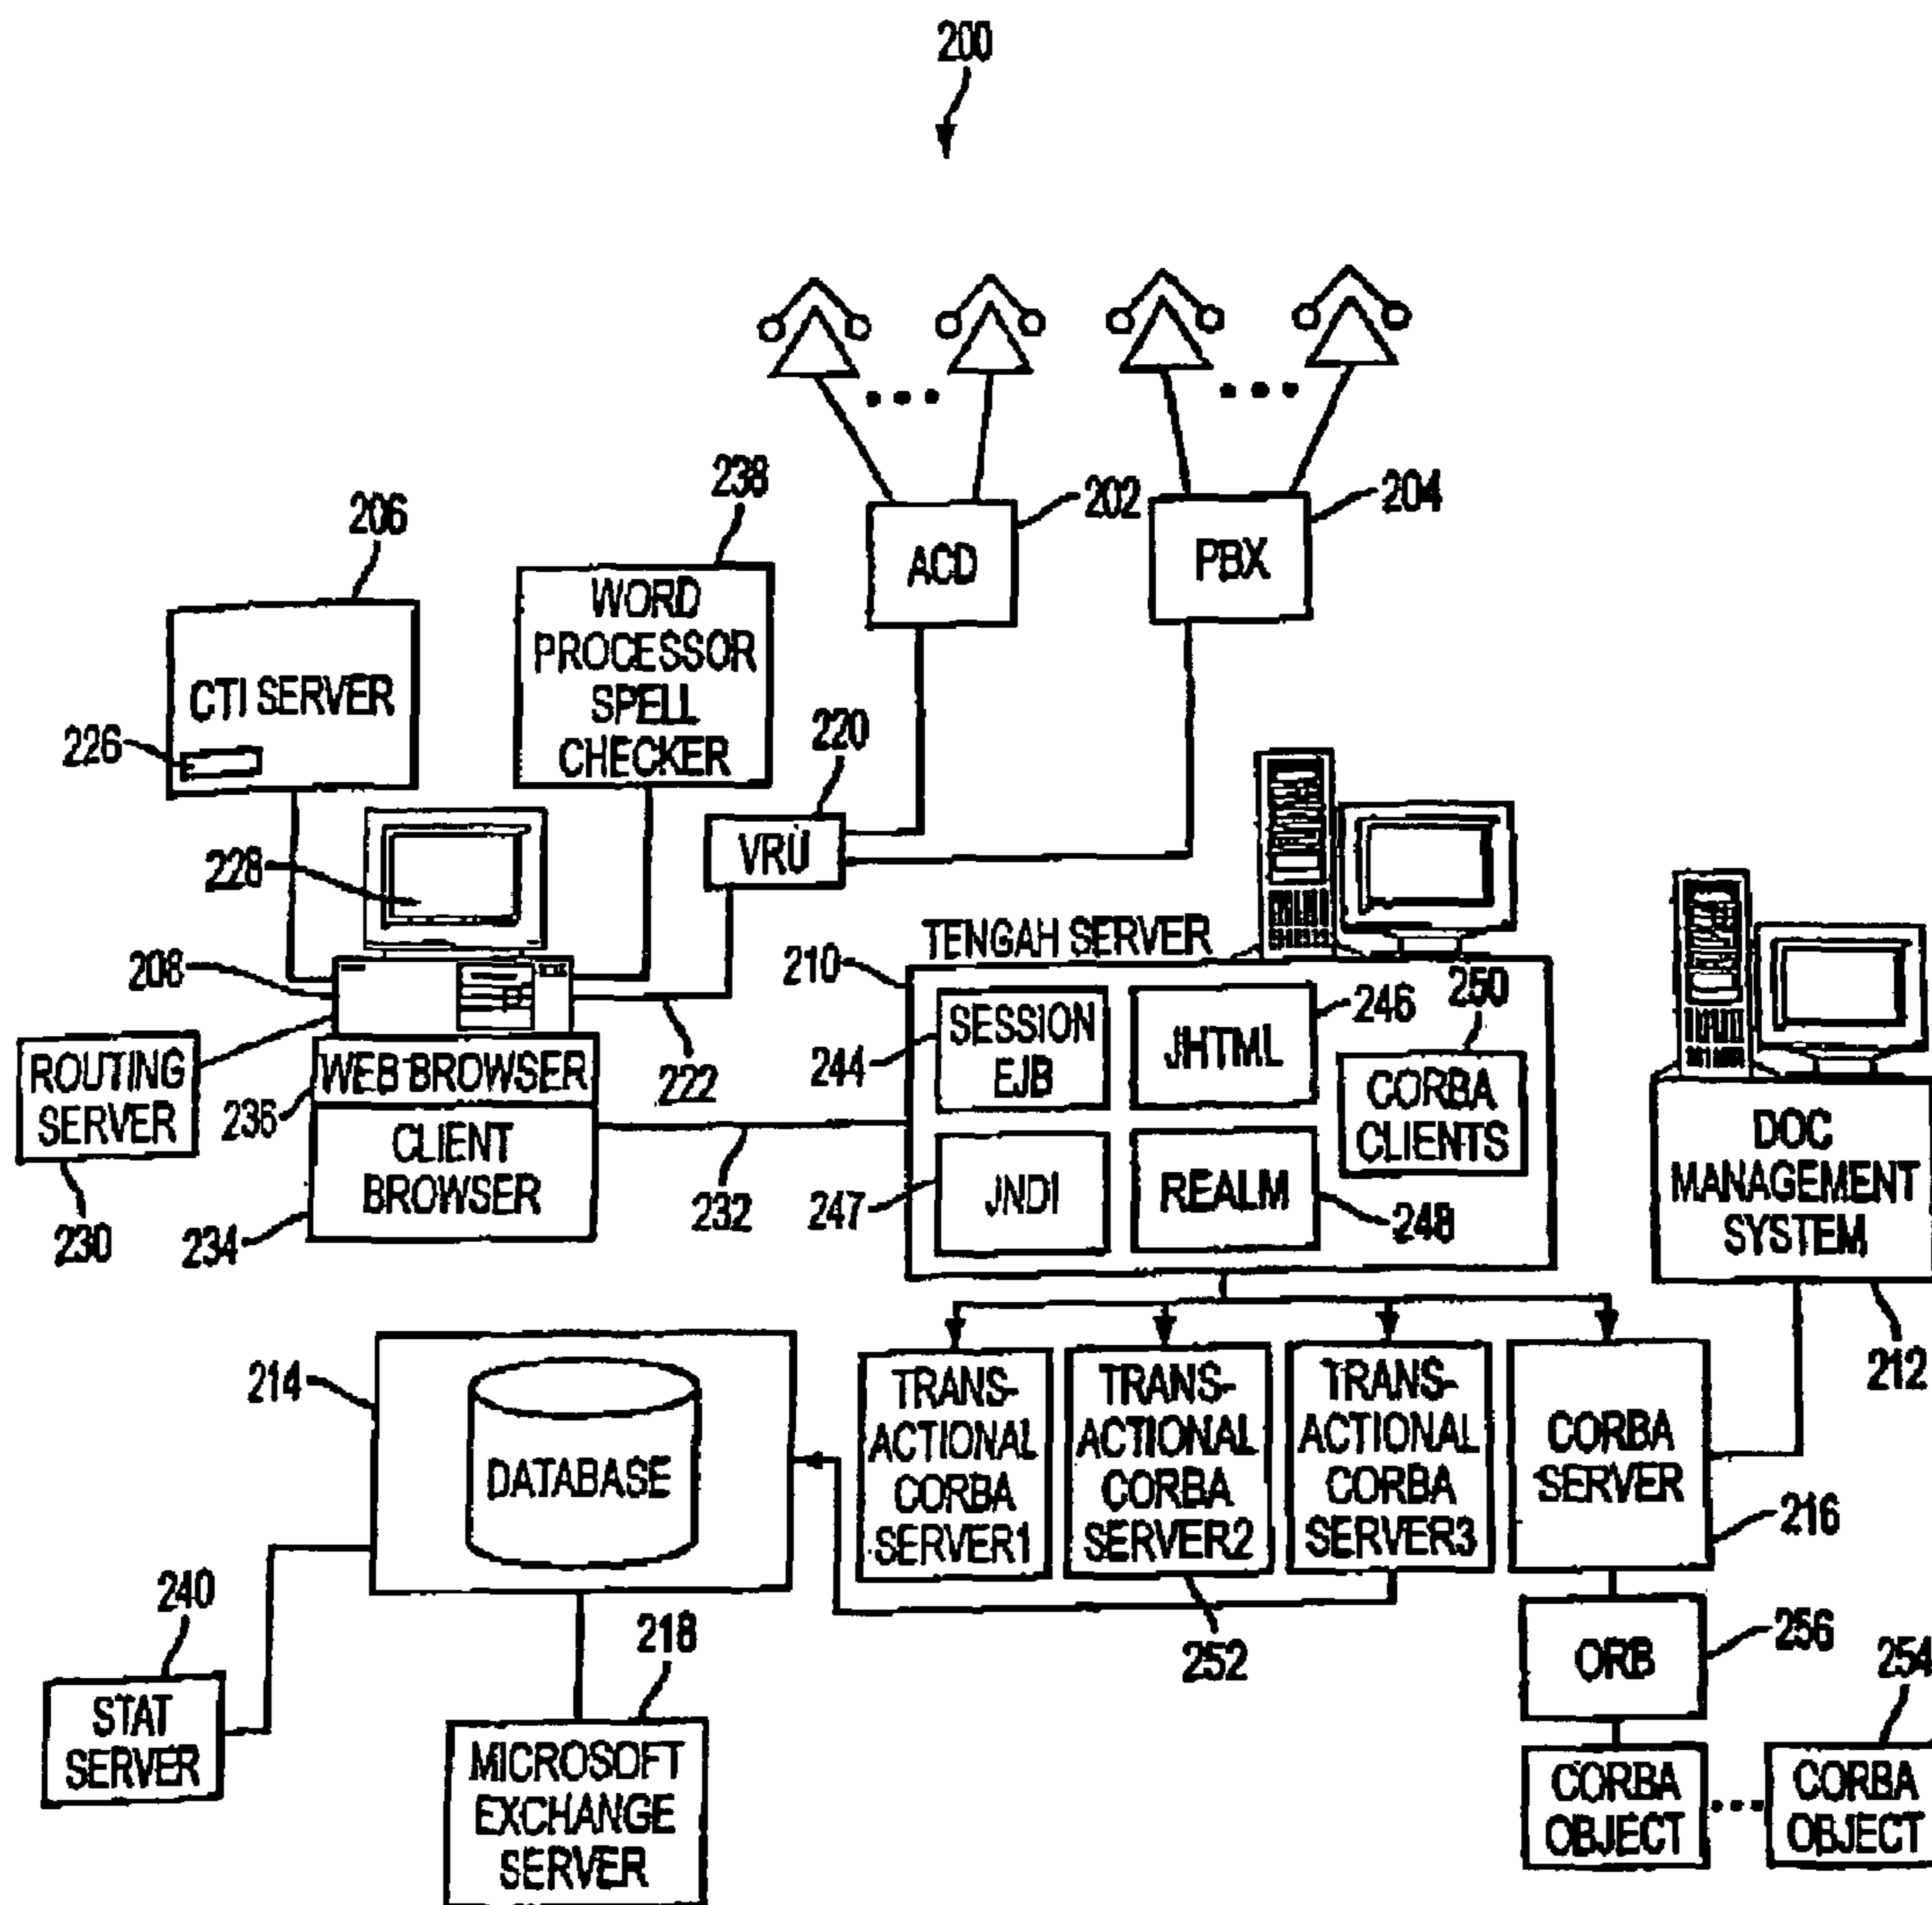 200
238
206
202
204
ACD
PBX
WORD
PROCESSOR
SPELL
CHECKER
CTI SERVER
226
220
VRU
228
TENGAH SERVER
208
210
250
SESSION
EJB
JHTML
246
244
CORBA
CLIENTS
ROUTING
SERVER
WEB BROWSER
236
222
CLIENT
BROWSER
DOC
MANAGEMENT
SYSTEM
JNDI
REALM
247
248
232
230
234
214
212
DATABASE
TRANS-
ACTIONAL
CORBA
SERVER1
TRANS-
ACTIONAL
CORBA
SERVER2
TRANS-
ACTIONAL
CORBA
SERVER3
CORBA
SERVER
216
240
218
252
ORB
256
254
STAT
SERVER
MICROSOFT
EXCHANGE
SERVER
CORBA
OBJECT
CORBA
OBJECT